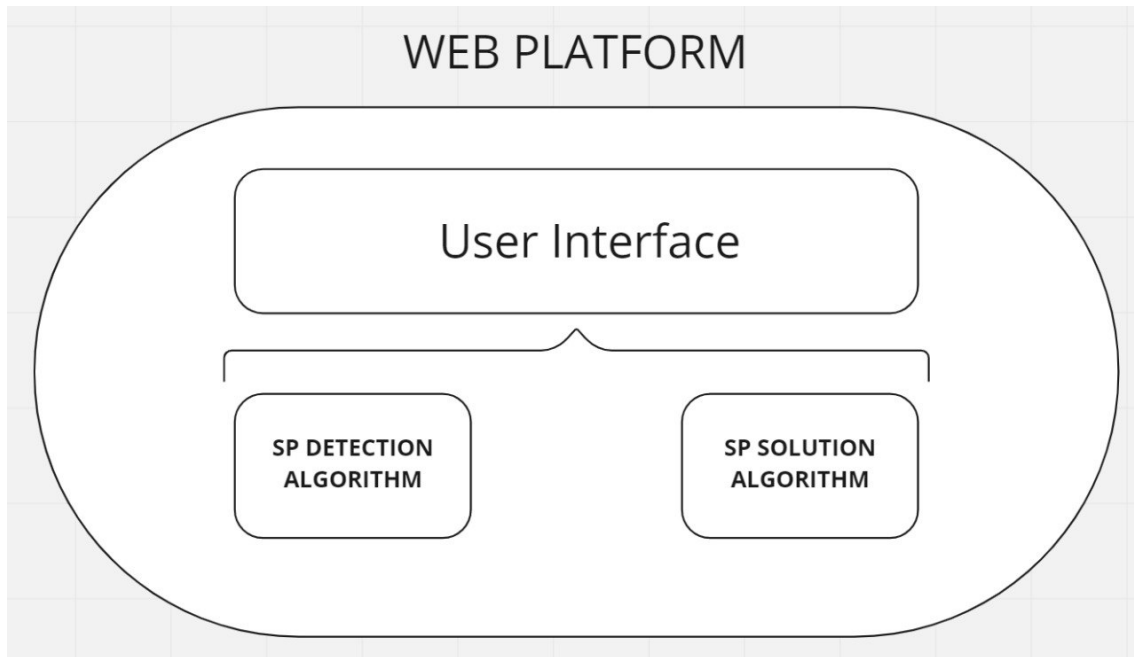 WEB PLATFORM
User Interface
SP DETECTION
ALGORITHM
SP SOLUTION
ALGORITHM